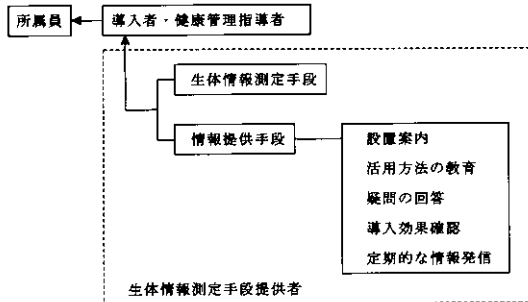 所属員
導入者・健康管理指導者
生体情報測定手段
情報提供手段
設置案内
活用方法の教育
疑問の回答
導入効果確認
定期的な情報発信
生体情報測定手段提供者